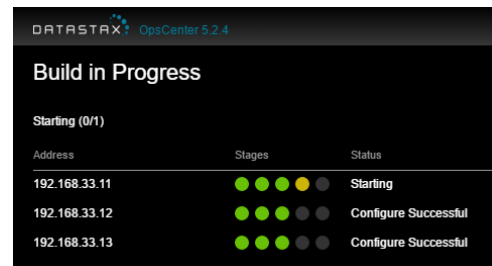 DATASTAX OpsCenter 5.2.4
Build in Progress
Starting (0/1)
Address Stages Status
192.168.33.11 Starting
192.168.33.12 Configure Successful
192.168.33.13 Configure Successful